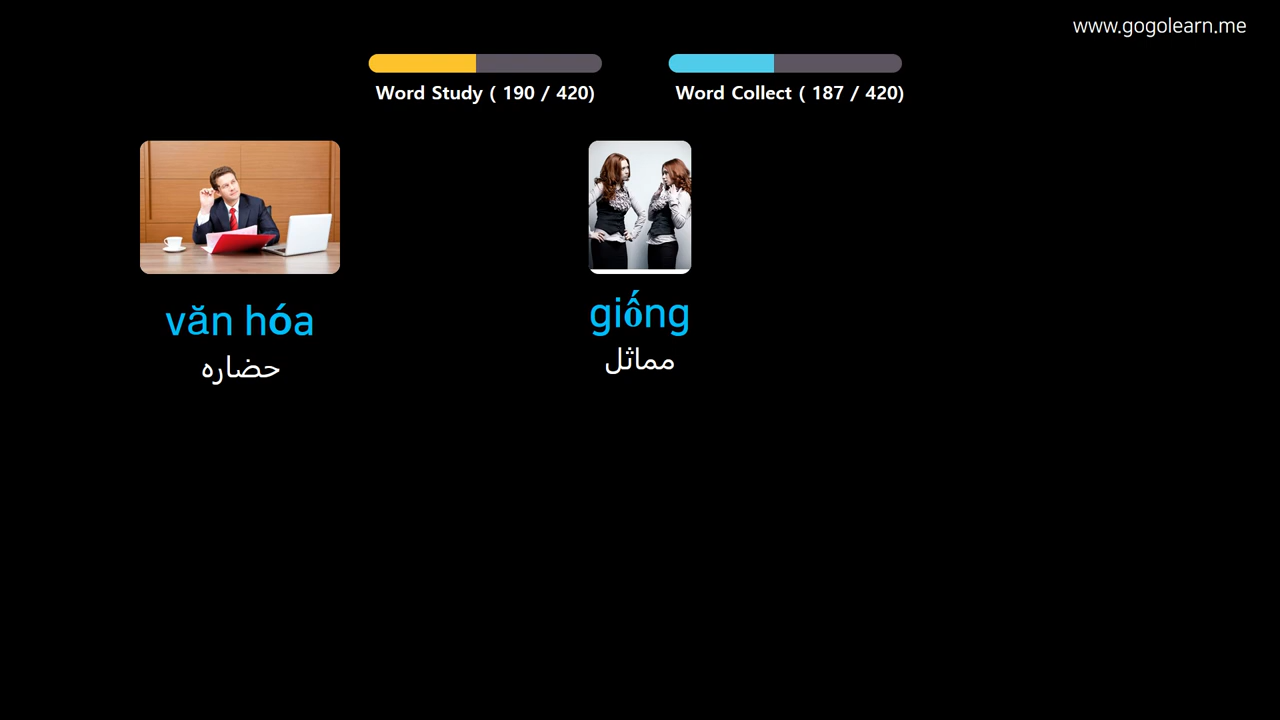 www.gogolearn.me
Word Study ( 190 / 420)
Word Collect ( 187 / 420)
văn hóa
حضاره
giống
مماثل